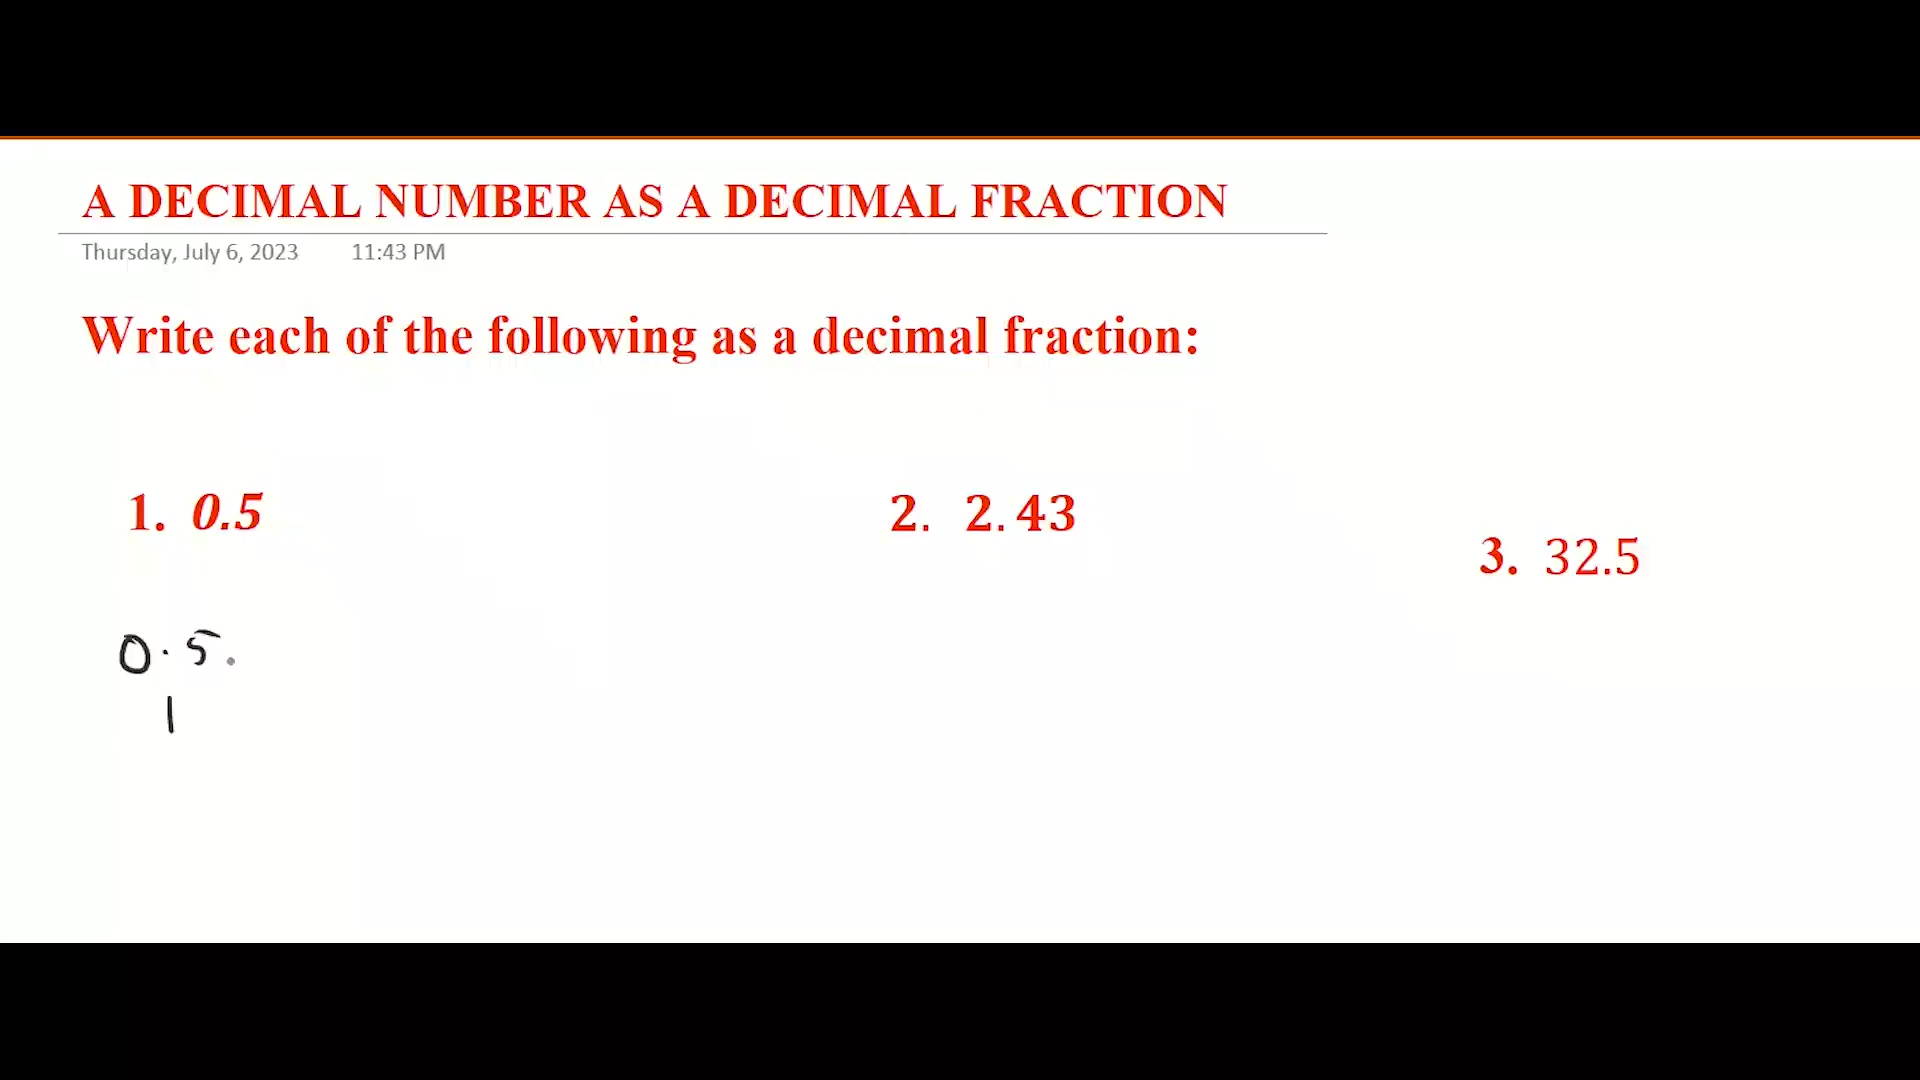 A DECIMAL NUMBER AS A DECIMAL FRACTION
Thursday, July 6, 2023 11:43 PM
Write each of the following as a decimal fraction:
1. 0.5
2. 2.43
3. 32.5
0.5.
1